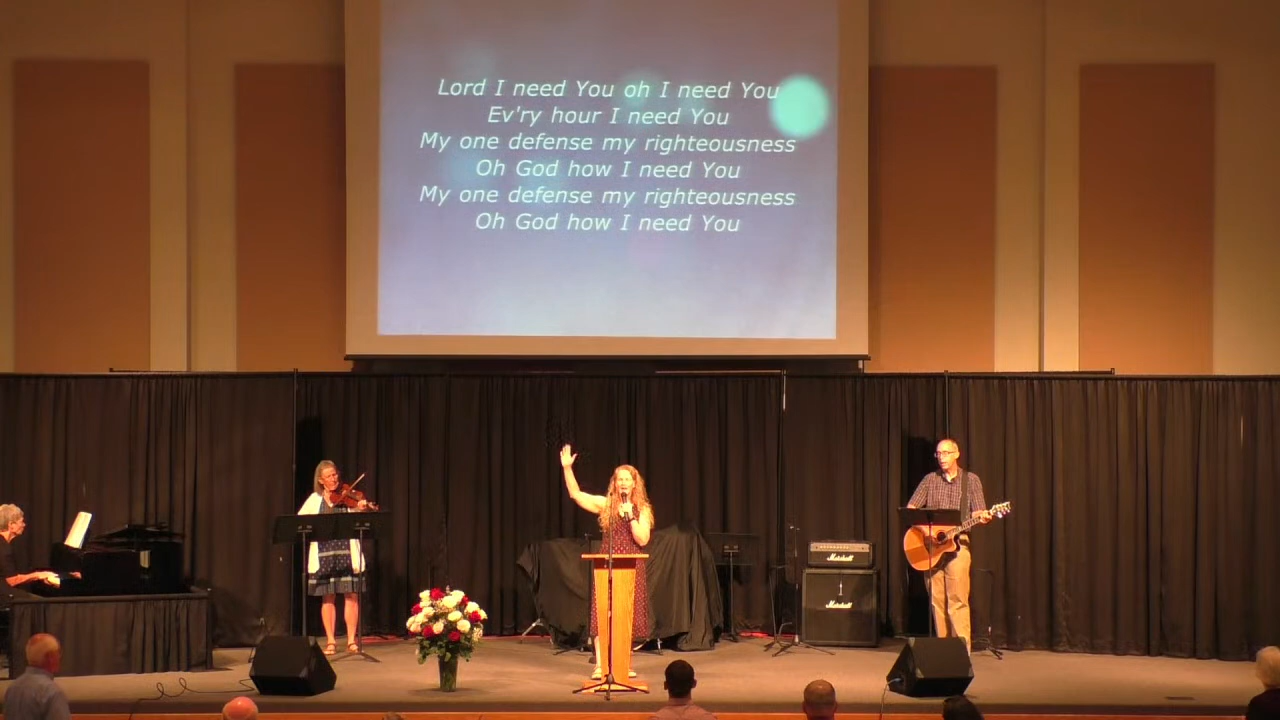 Lord I need You oh I need You
Ev'ry hour I need You
My one defense my righteousness
Oh God how I need You
My one defense my righteousness
Oh God how I need You
Marshall
Marshall